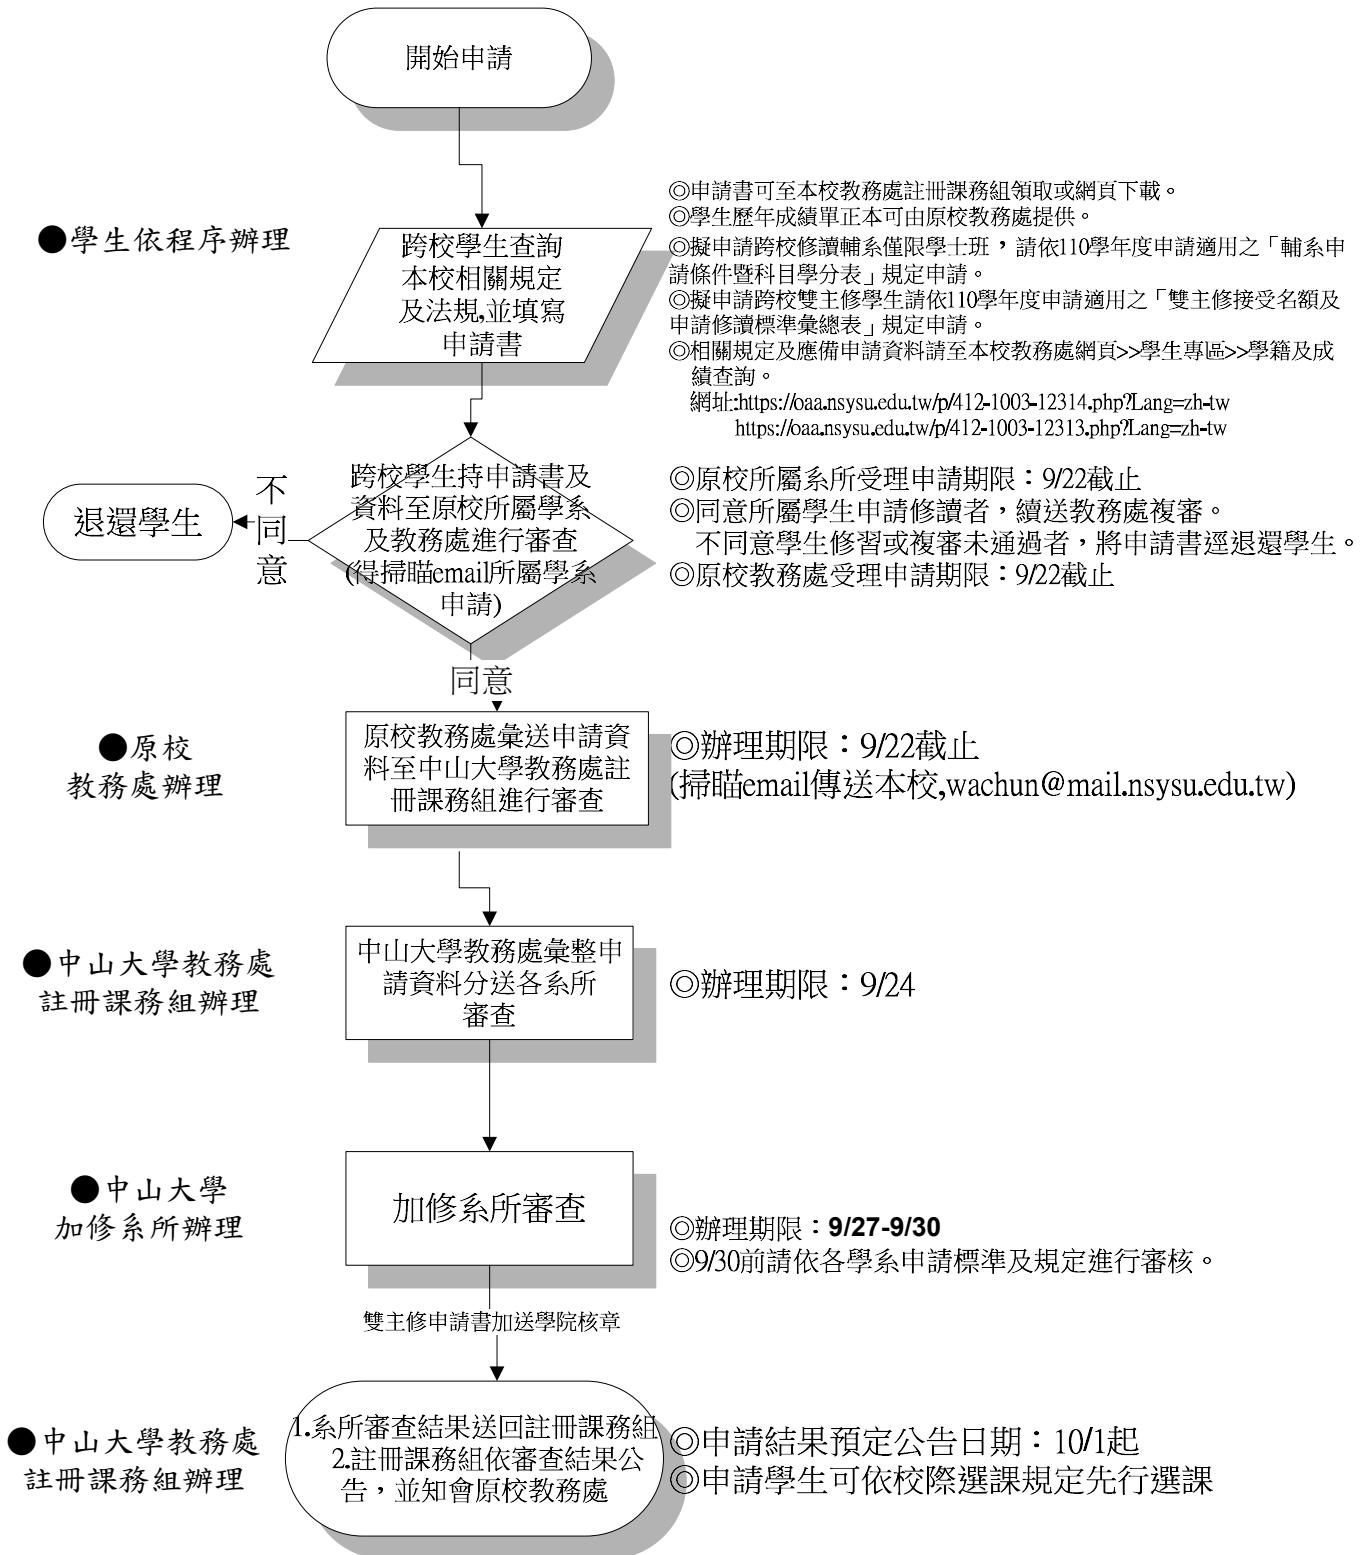 開始申請
●學生依程序辦理
跨校學生查詢
本校相關規定
及法規,並填寫
申請書
◎申請書可至本校教務處註冊課務組領取或網頁下載。
◎學生歷年成績單正本可由原校教務處提供。
◎擬申請跨校修讀輔系僅限學士班，請依110學年度申請適用之「輔系申
請條件暨科目學分表」規定申請。
◎擬申請跨校雙主修學生請依110學年度申請適用之「雙主修接受名額及
申請修讀標準彙總表」規定申請。
◎相關規定及應備申請資料請至本校教務處網頁>>學生專區>>學籍及成
績查詢。
網址:https://oaa.nsysu.edu.tw/p/412-1003-12314.php?Lang=zh-tw
https://oaa.nsysu.edu.tw/p/412-1003-12313.php?Lang=zh-tw
退還學生
不
同
意
跨校學生持申請書及
資料至原校所屬學系
及教務處進行審查
(得掃瞄email所屬學系
申請)
◎原校所屬系所受理申請期限：9/22截止
◎同意所屬學生申請修讀者，續送教務處複審。
不同意學生修習或複審未通過者，將申請書逕退還學生。
◎原校教務處受理申請期限：9/22截止
同意
●原校
教務處辦理
原校教務處彙送申請資
料至中山大學教務處註
冊課務組進行審查
◎辦理期限：9/22截止
(掃瞄email傳送本校,wachun@mail.nsysu.edu.tw)
●中山大學教務處
註冊課務組辦理
中山大學教務處彙整申
請資料分送各系所
審查
◎辦理期限：9/24
●中山大學
加修系所辦理
加修系所審查
◎辦理期限：9/27-9/30
◎9/30前請依各學系申請標準及規定進行審核。
雙主修申請書加送學院核章
●中山大學教務處
註冊課務組辦理
1.系所審查結果送回註冊課務組
2.註冊課務組依審查結果公
告，並知會原校教務處
◎申請結果預定公告日期：10/1起
◎申請學生可依校際選課規定先行選課